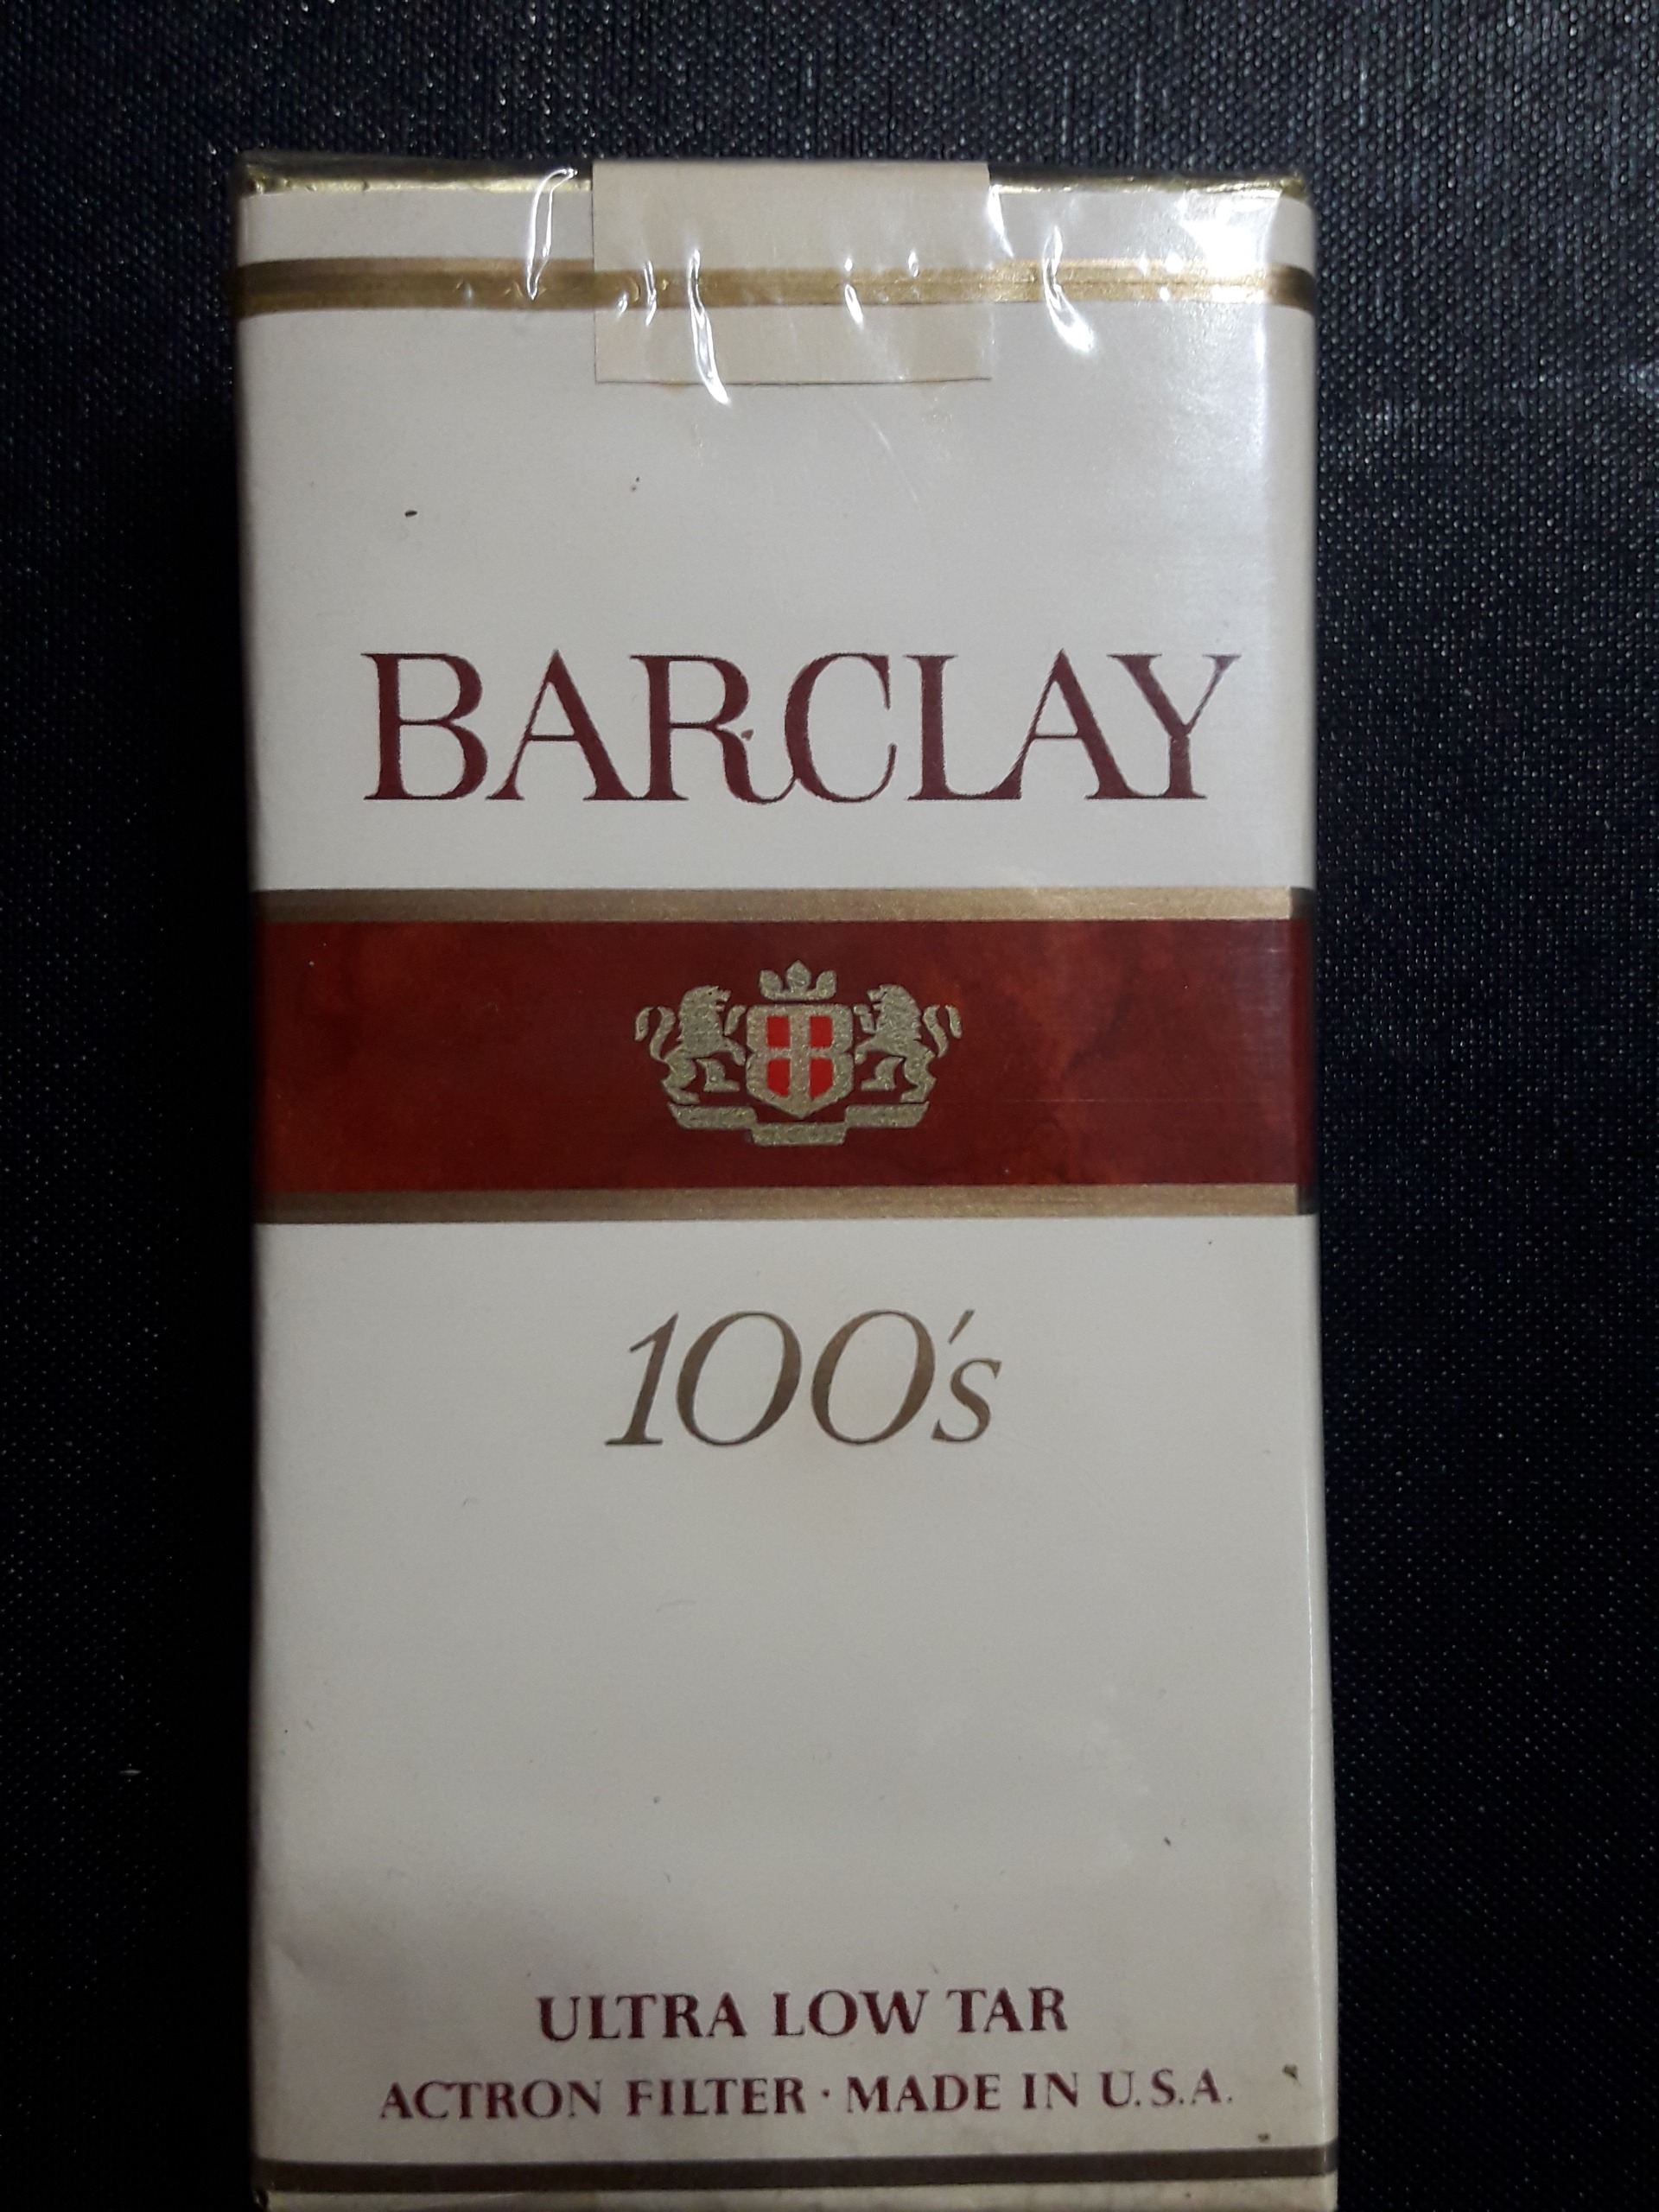 BARCLAY
100's
ULTRA LOW TAR
ACTRON FILTER · MADE IN U.S.A.